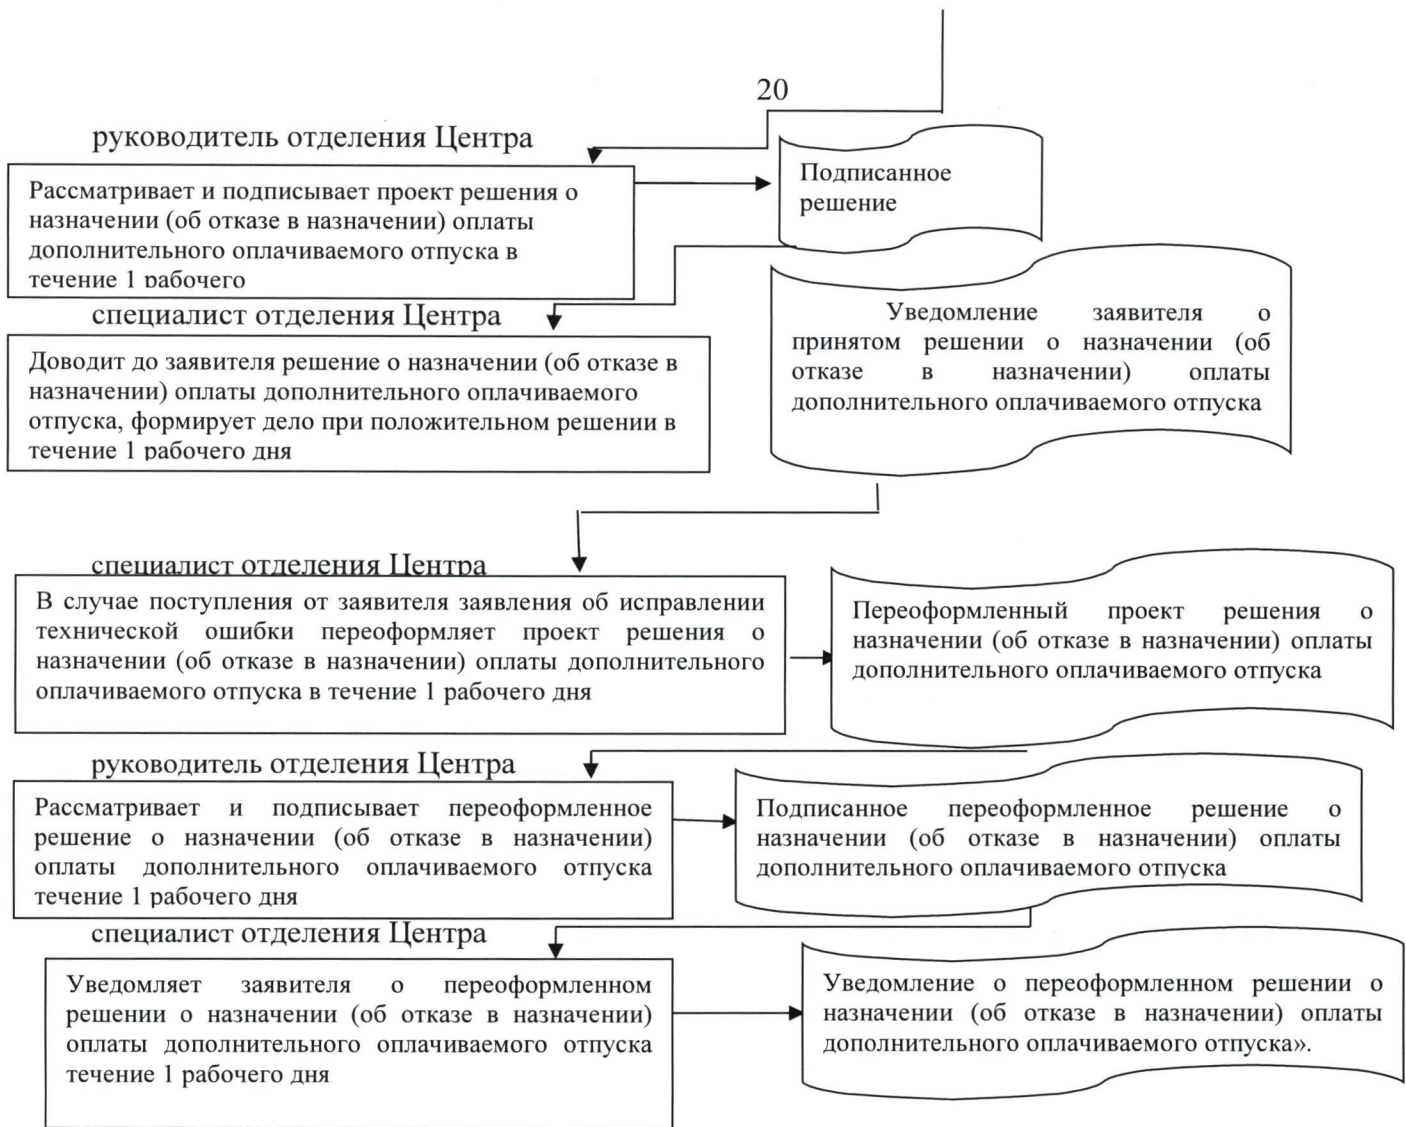 20
руководитель отделения Центра
Рассматривает и подписывает проект решения о
назначении (об отказе в назначении) оплаты
дополнительного оплачиваемого отпуска в
течение 1 рабочего
Подписанное
решение
специалист отделения Центра
Доводит до заявителя решение о назначении (об отказе в
назначении) оплаты дополнительного оплачиваемого
отпуска, формирует дело при положительном решении в
течение 1 рабочего дня
Уведомление заявителя о
принятом решении о назначении (об
отказе в назначении) оплаты
дополнительного оплачиваемого отпуска
специалист отделения Центра
В случае поступления от заявителя заявления об исправлении
технической ошибки переоформляет проект решения о
назначении (об отказе в назначении) оплаты дополнительного
оплачиваемого отпуска в течение 1 рабочего дня
Переоформленный проект решения о
назначении (об отказе в назначении) оплаты
дополнительного оплачиваемого отпуска
руководитель отделения Центра
Рассматривает и подписывает переоформленное
решение о назначении (об отказе в назначении)
оплаты дополнительного оплачиваемого отпуска
течение 1 рабочего дня
Подписанное переоформленное решение о
назначении (об отказе в назначении) оплаты
дополнительного оплачиваемого отпуска
специалист отделения Центра
Уведомляет заявителя о переоформленном
решении о назначении (об отказе в назначении)
оплаты дополнительного оплачиваемого отпуска
течение 1 рабочего дня
Уведомление о переоформленном решении о
назначении (об отказе в назначении) оплаты
дополнительного оплачиваемого отпуска».